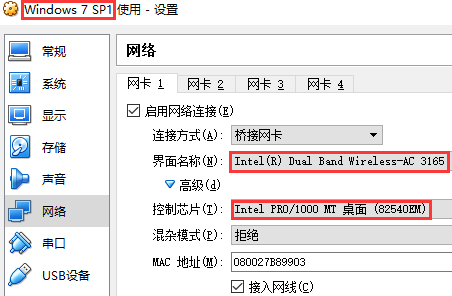 Windows 7 SP1使用 - 设置
常规
系统
显示
存储
声音
网络
串口
USB设备
网络
网卡 1 网卡 2 网卡 3 网卡 4
启用网络连接(E)
连接方式(A): 桥接网卡
界面名称(N): Intel(R) Dual Band Wireless-AC 3165
高级(d)
控制芯片(T): Intel PRO/1000 MT 桌面 (82540EM)
混杂模式(P): 拒绝
MAC 地址(M): 080027B89903
接入网线(C)